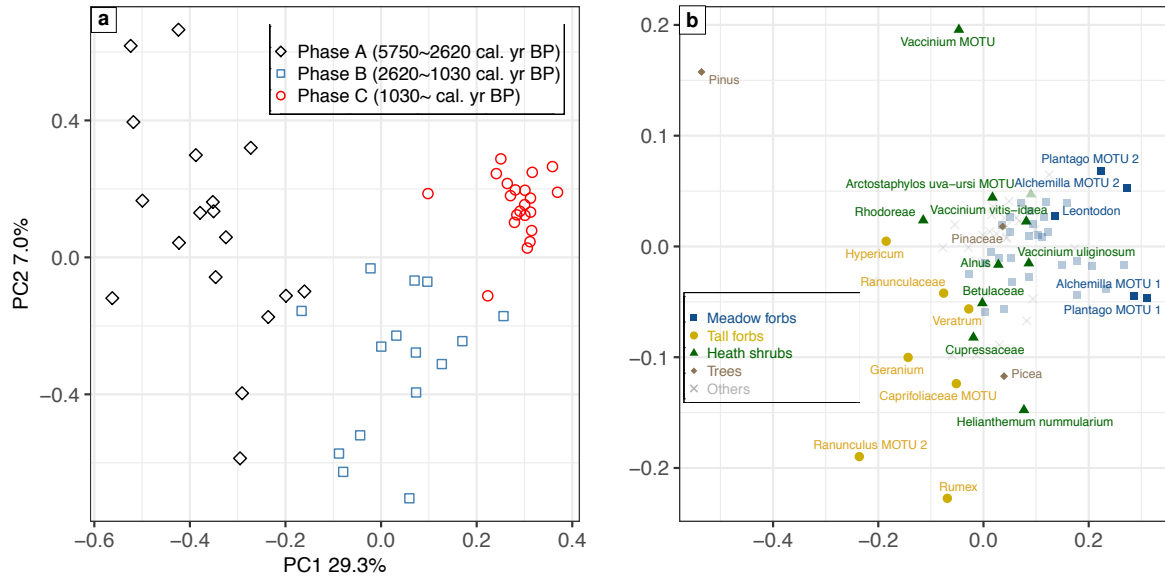 a
Phase A (5750~2620 cal. yr BP)
Phase B (2620~1030 cal. yr BP)
Phase C (1030~ cal. yr BP)
0.4
0.0
−0.4
PC2 7.0%
−0.6
−0.4
−0.2
0.0
0.2
0.4
PC1 29.3%
b
0.2
0.1
0.0
−0.1
−0.2
Vaccinium MOTU
Pinus
Plantago MOTU 2
Arctostaphylos uva−ursi MOTU
Alchemilla MOTU 2
Rhodoreae
Vaccinium vitis−idaea
Leontodon
Pinaceae
Hypericum
Alnus
Vaccinium uliginosum
Ranunculaceae
Alchemilla MOTU 1
Betulaceae
Plantago MOTU 1
Veratrum
Meadow forbs
Tall forbs
Heath shrubs
Trees
Others
Cupressaceae
Geranium
Picea
Caprifoliaceae MOTU
Helianthemum nummularium
Ranunculus MOTU 2
Rumex
−0.4
−0.2
0.0
0.2